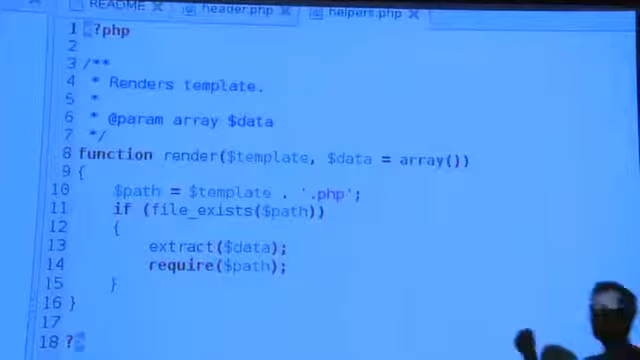 README header.php helpers.php
1 <?php
2
3 /**
4 * Renders template.
5 *
6 * @param array $data
7 */
8 function render($template, $data = array())
9 {
10 $path = $template . '.php';
11 if (file_exists($path))
12 {
13 extract($data);
14 require($path);
15 }
16 }
17
18 ?>